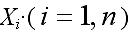 Xᵢ·(i = 1,n)